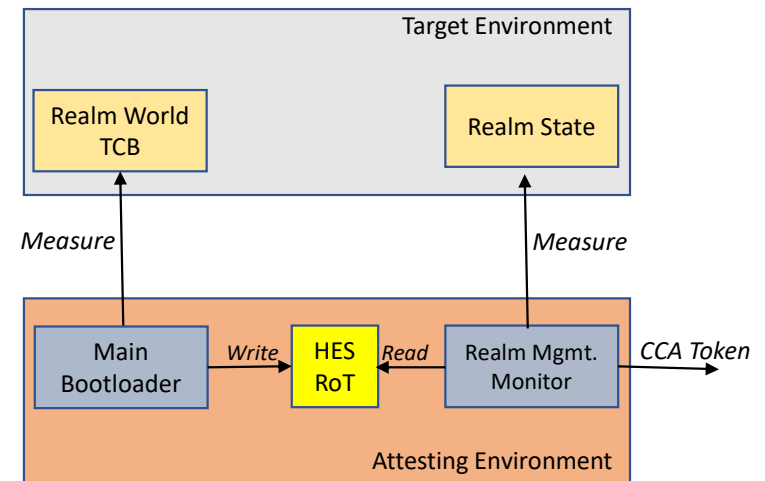 Target Environment
Realm World
TCB
Realm State
Measure
Measure
Main
Bootloader
Write
HES
RoT
Read
Realm Mgmt.
Monitor
CCA Token
Attesting Environment